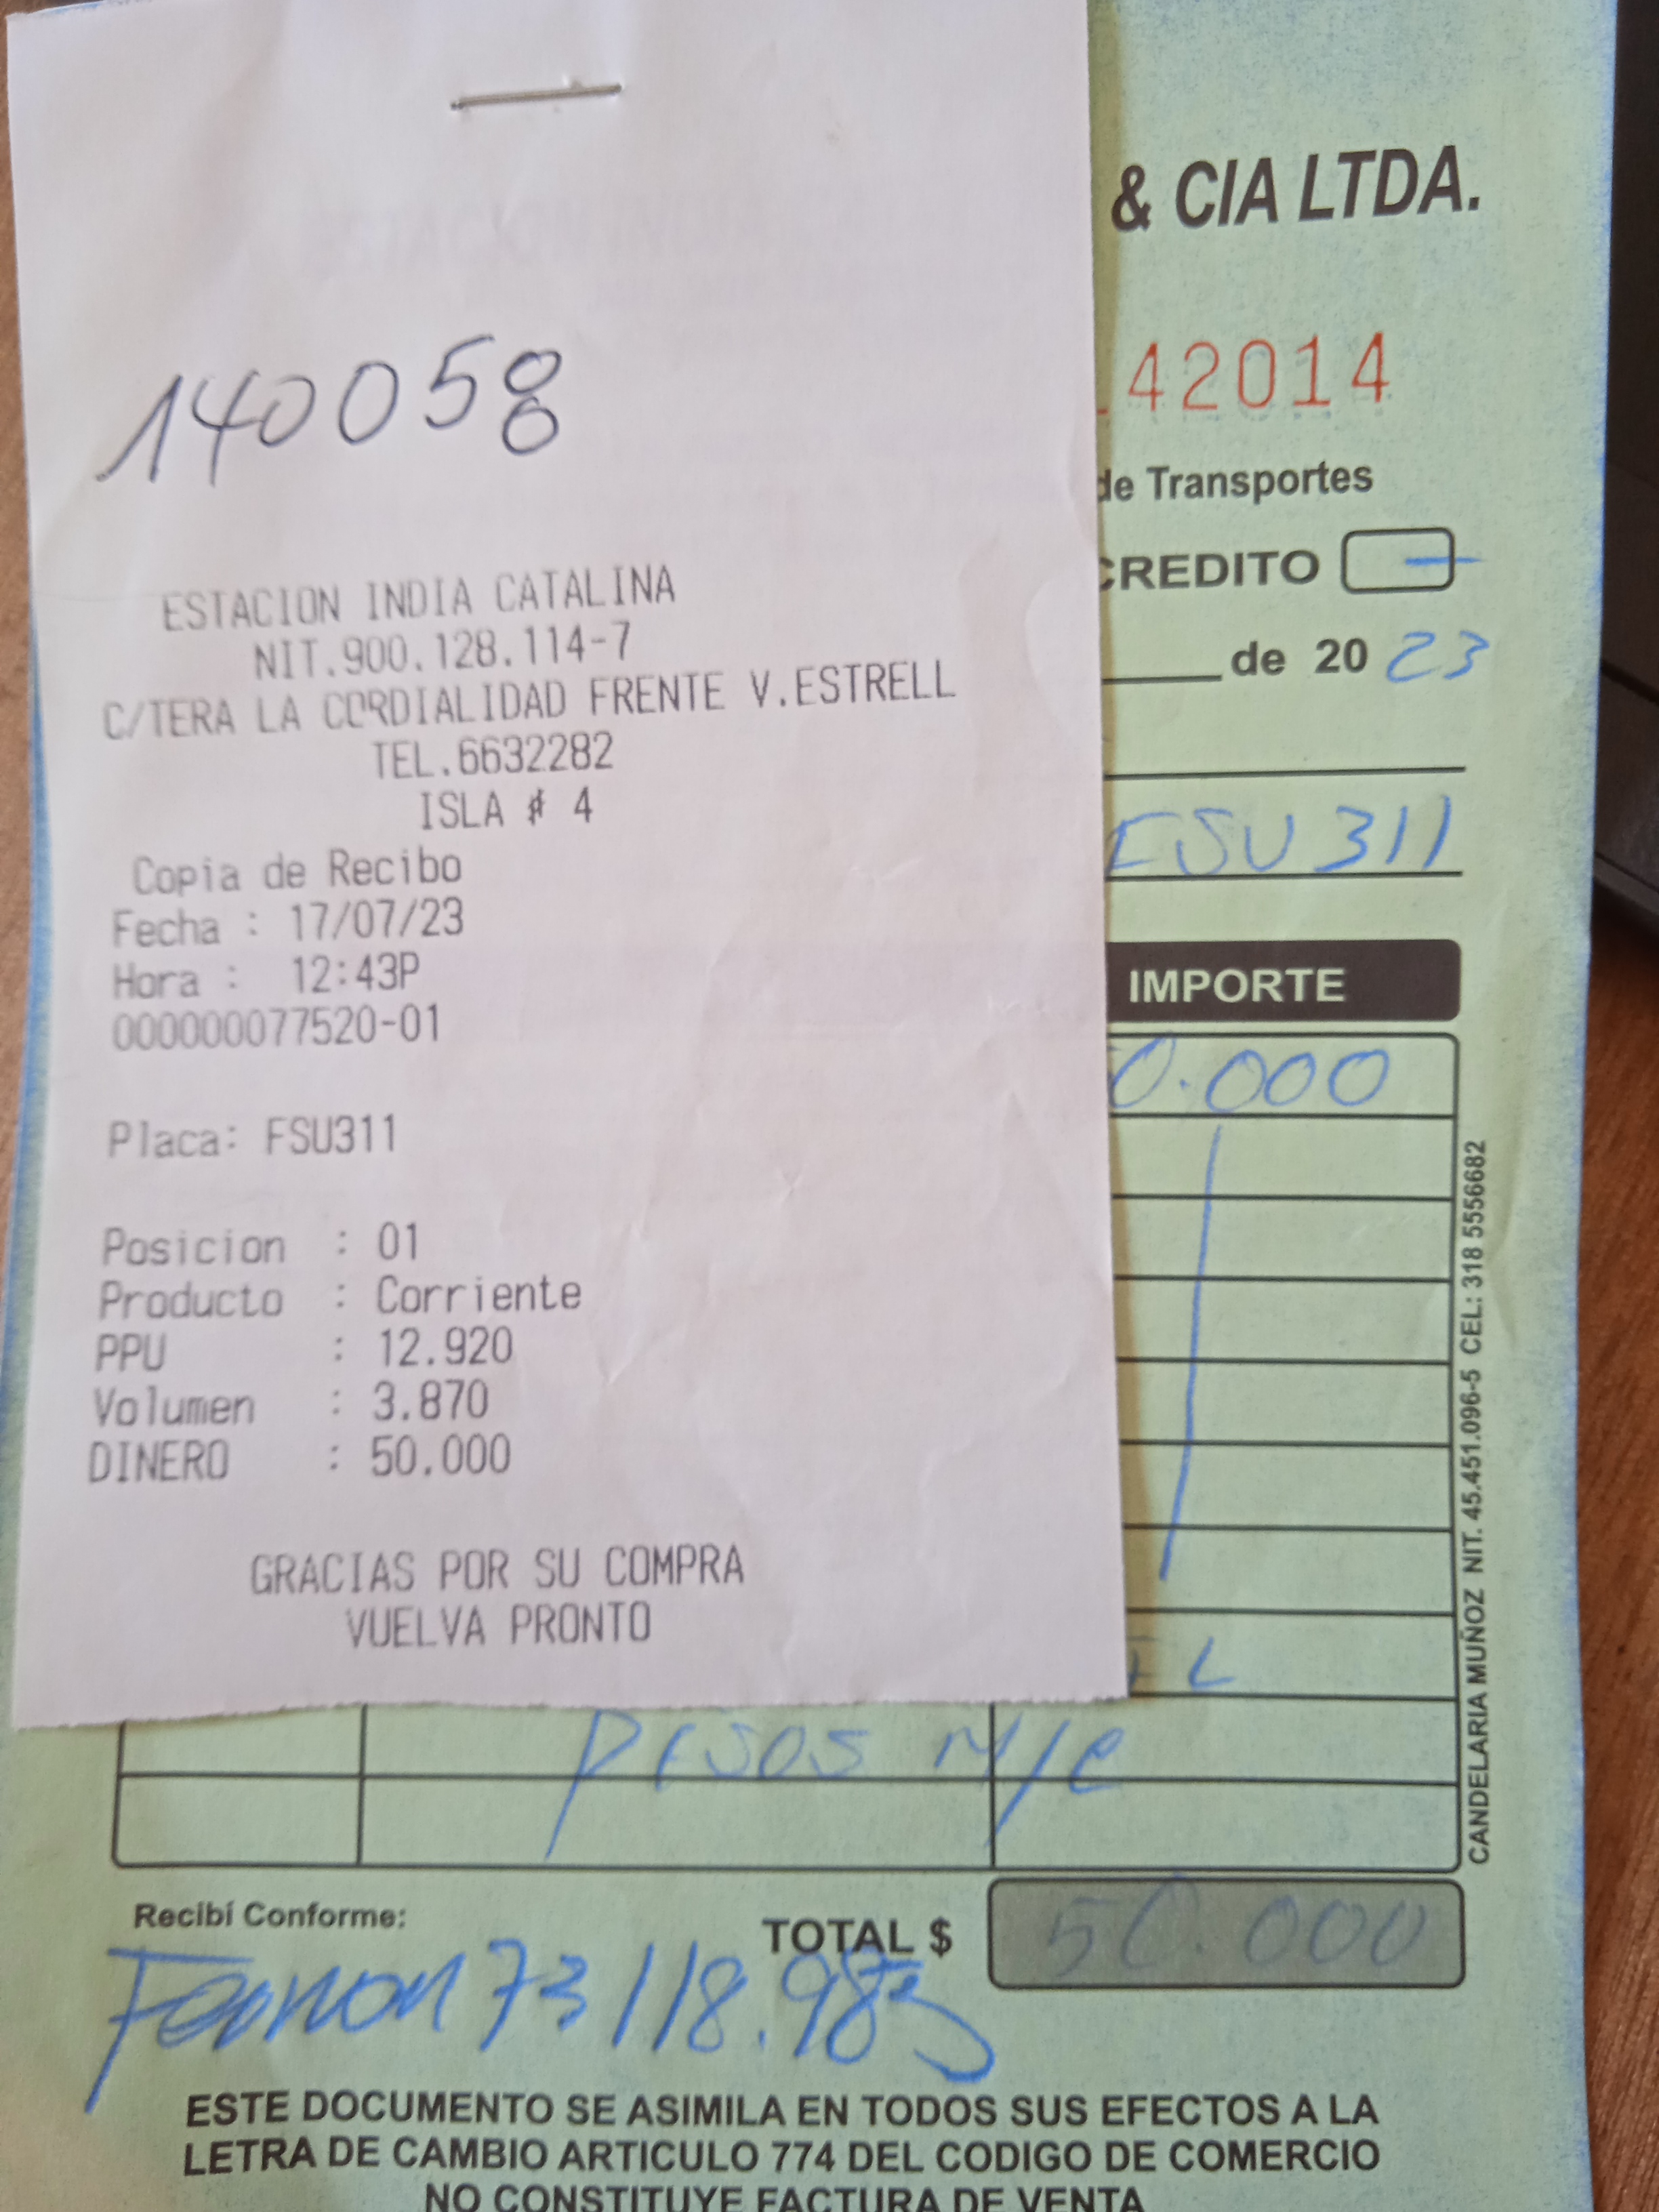 140058
ESTACION INDIA CATALINA
NIT.900.128.114-7
C/TERA LA CORDIALIDAD FRENTE V.ESTRELL
TEL.6632282
ISLA # 4
Copia de Recibo
Fecha : 17/07/23
Hora : 12:43P
000000077520-01
Placa: FSU311
Posicion : 01
Producto : Corriente
PPU : 12.920
Volumen : 3.870
DINERO : 50.000
GRACIAS POR SU COMPRA
VUELVA PRONTO
& CIA LTDA.
42014
de Transportes
CREDITO
de 20 23
FSU311
IMPORTE
0.000
PESOS M/C
Recibí Conforme:
TOTAL $ 50.000
73118.983
ESTE DOCUMENTO SE ASIMILA EN TODOS SUS EFECTOS A LA
LETRA DE CAMBIO ARTICULO 774 DEL CODIGO DE COMERCIO
NO CONSTITUYE FACTURA DE VENTA
CANDELARIA MUÑOZ NIT. 45.451.096-5 CEL: 318 5556682